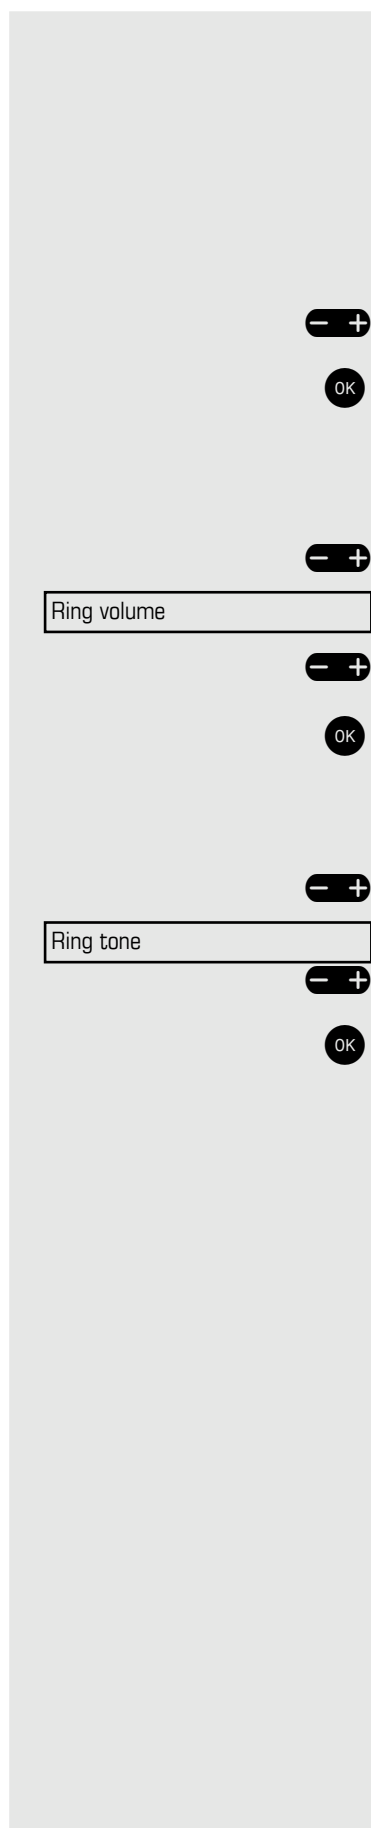 − +
OK
− +
Ring volume
− +
OK
− +
Ring tone
− +
OK